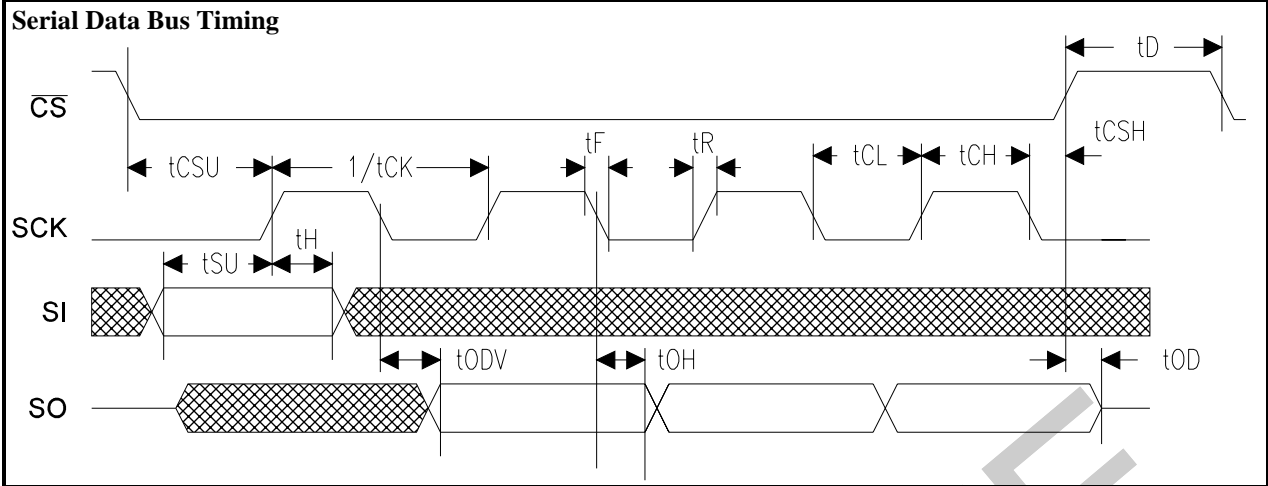 Serial Data Bus Timing
tD
CS
tF
tR
tCSH
tCSU
1/tCK
tCL
tCH
SCK
tH
tSU
SI
tODV
tOH
tOD
SO